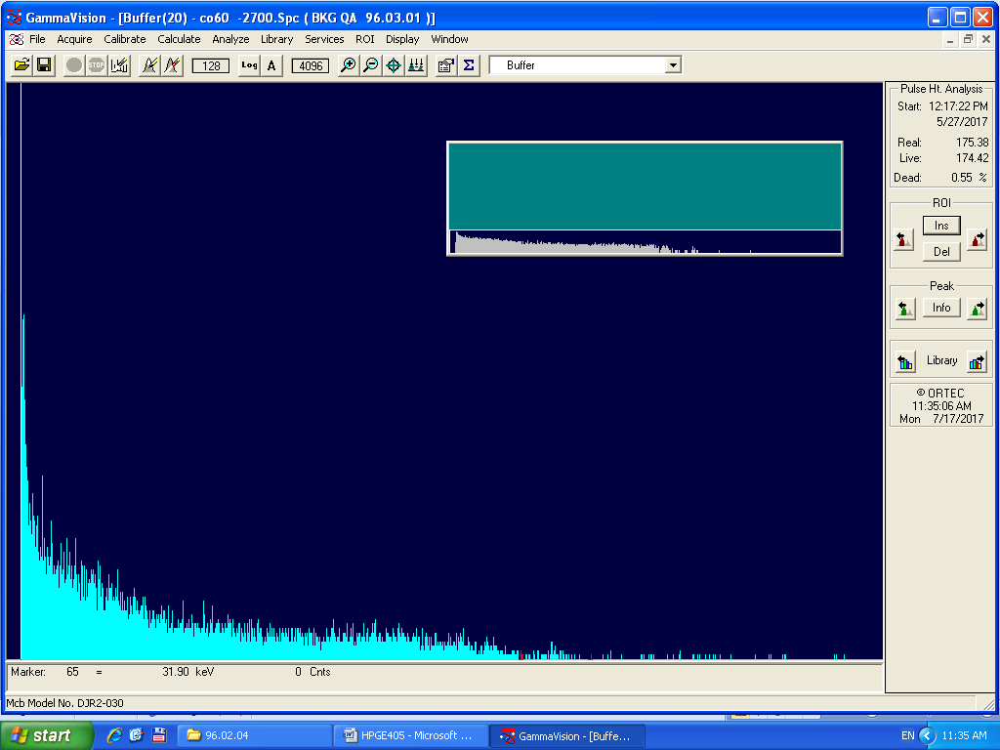 GammaVision - [Buffer(20) - co60 -2700.Spc ( BKG QA 96.03.01 )]
File Acquire Calibrate Calculate Analyze Library Services ROI Display Window
STOP 128 Log A 4096 Σ Buffer
Pulse Ht. Analysis
Start: 12:17:22 PM
5/27/2017
Real: 175.38
Live: 174.42
Dead: 0.55 %
ROI
Ins
Del
Peak
Info
Library
© ORTEC
11:35:06 AM
Mon 7/17/2017
Marker: 65 = 31.90 keV 0 Cnts
Mcb Model No. DJR2-030
start 96.02.04 HPGE405 - Microsoft ... GammaVision - [Buffe... EN 11:35 AM